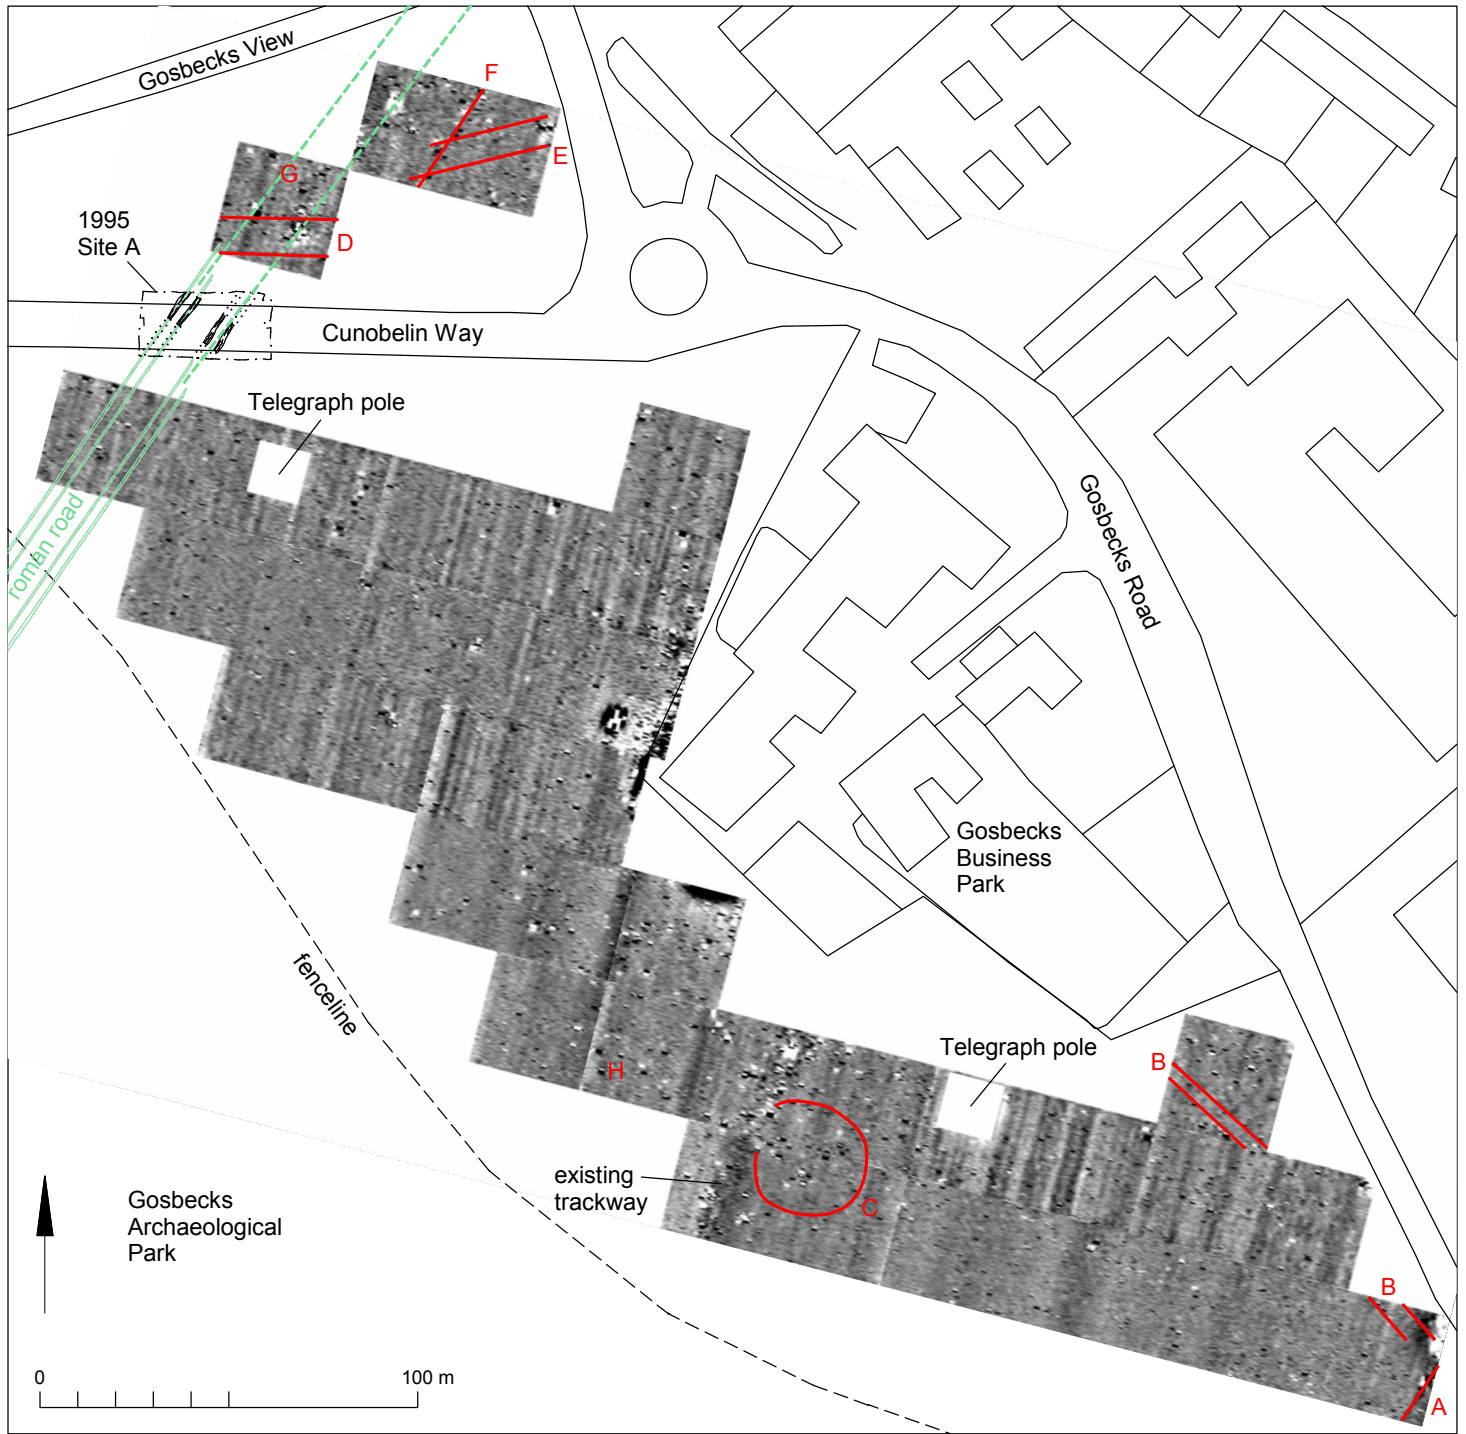 Gosbecks View
F
E
G
1995
Site A
D
Cunobelin Way
Telegraph pole
roman road
Gosbecks Road
Gosbecks
Business
Park
fenceline
Telegraph pole
B
H
existing
trackway
C
Gosbecks
Archaeological
Park
B
A
0
100 m